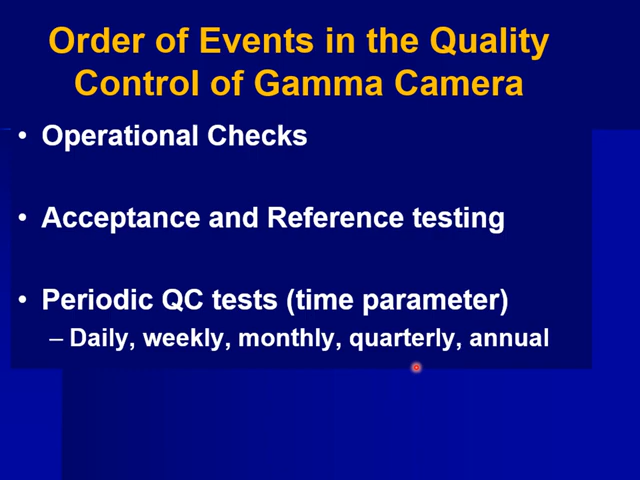 Order of Events in the Quality
Control of Gamma Camera
• Operational Checks
• Acceptance and Reference testing
• Periodic QC tests (time parameter)
– Daily, weekly, monthly, quarterly, annual